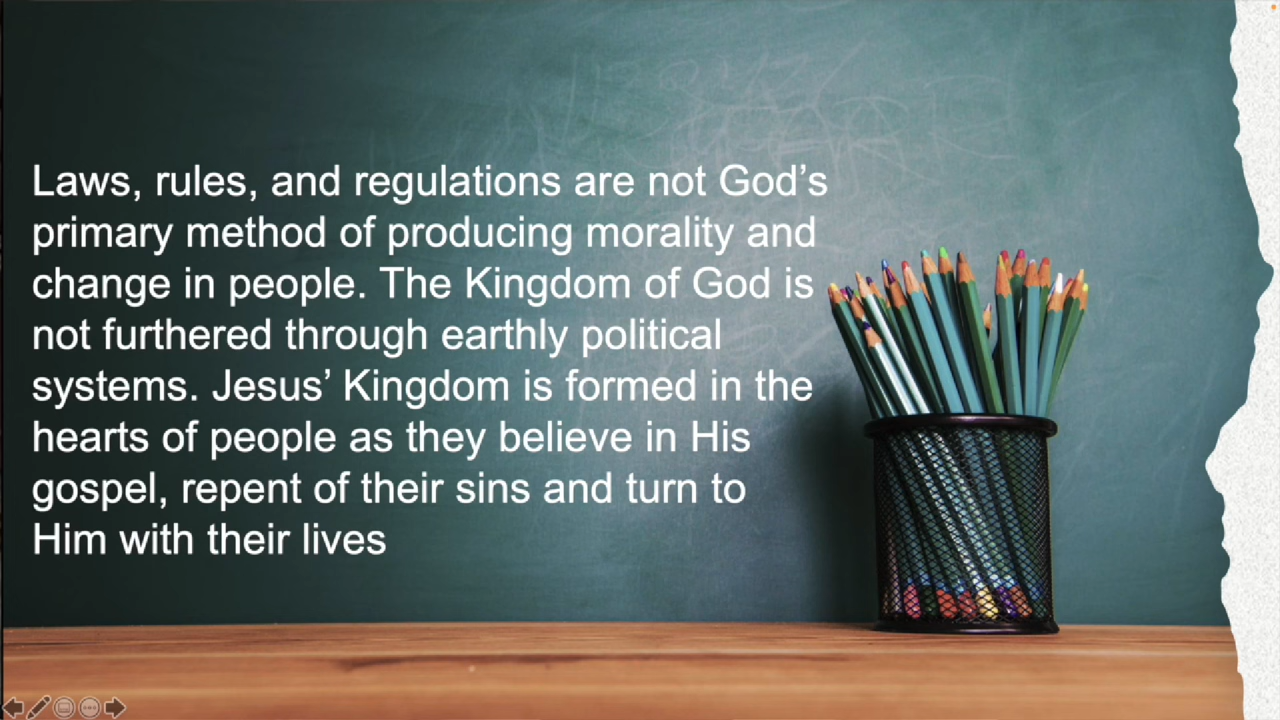 Laws, rules, and regulations are not God’s
primary method of producing morality and
change in people. The Kingdom of God is
not furthered through earthly political
systems. Jesus’ Kingdom is formed in the
hearts of people as they believe in His
gospel, repent of their sins and turn to
Him with their lives